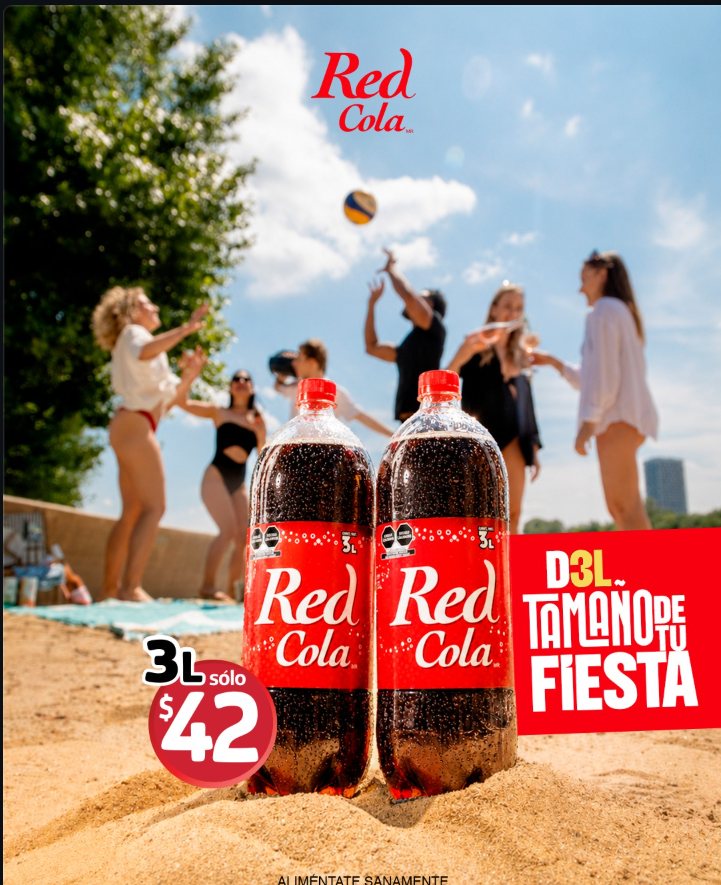 Red
Cola
3L
Red
Cola
3L
Red
Cola
D3L
TAMAÑO DE
TU
FIESTA
3L sólo
$42
ALIMÉNTATE SANAMENTE